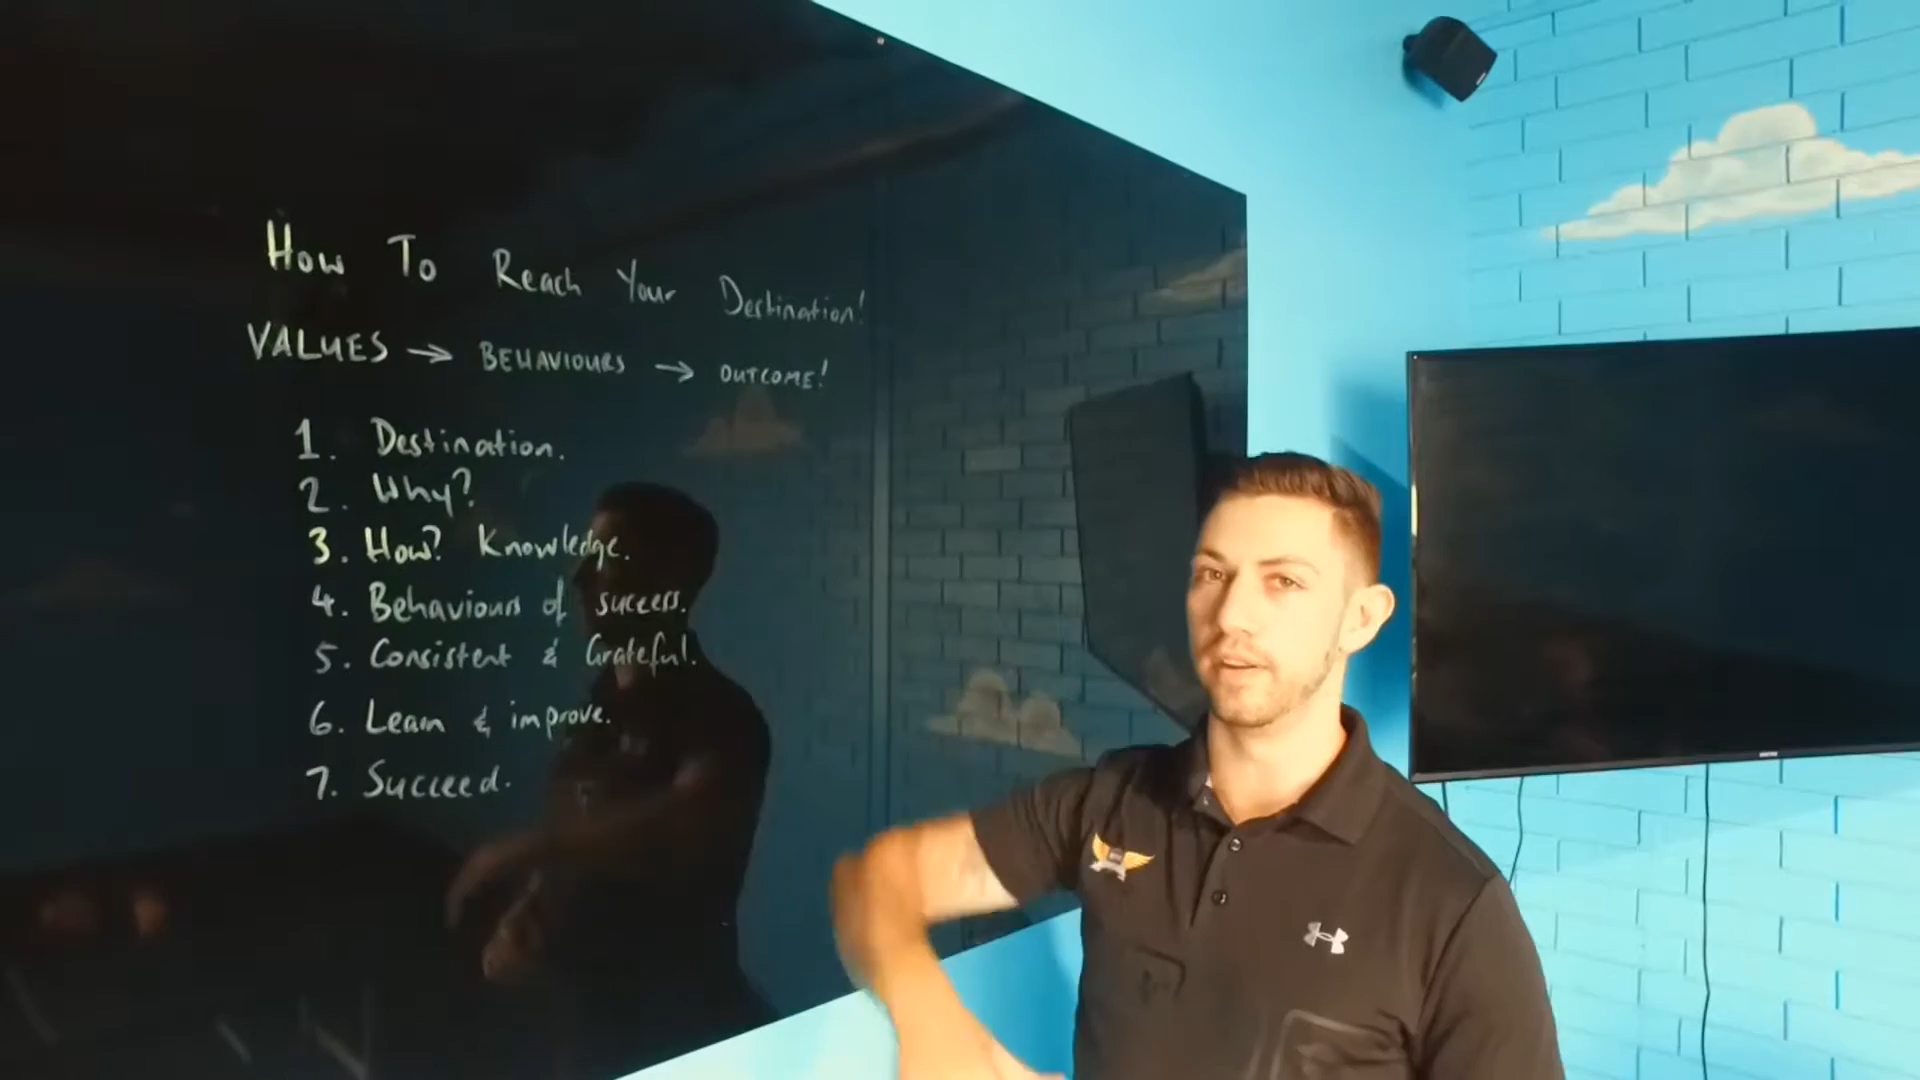 How To Reach Your Destination!
VALUES → BEHAVIOURS → OUTCOME!
1. Destination.
2. Why?
3. How? Knowledge.
4. Behaviours of success.
5. Consistent & Grateful.
6. Learn & improve.
7. Succeed.